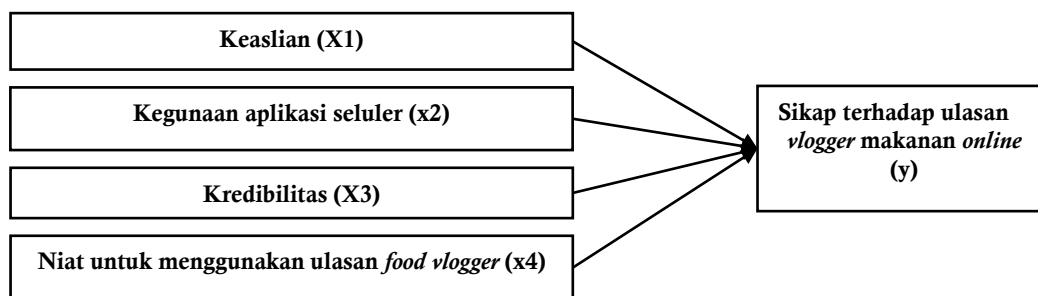 Keaslian (X1)
Kegunaan aplikasi seluler (x2)
Kredibilitas (X3)
Niat untuk menggunakan ulasan food vlogger (x4)
Sikap terhadap ulasan
vlogger makanan online
(y)